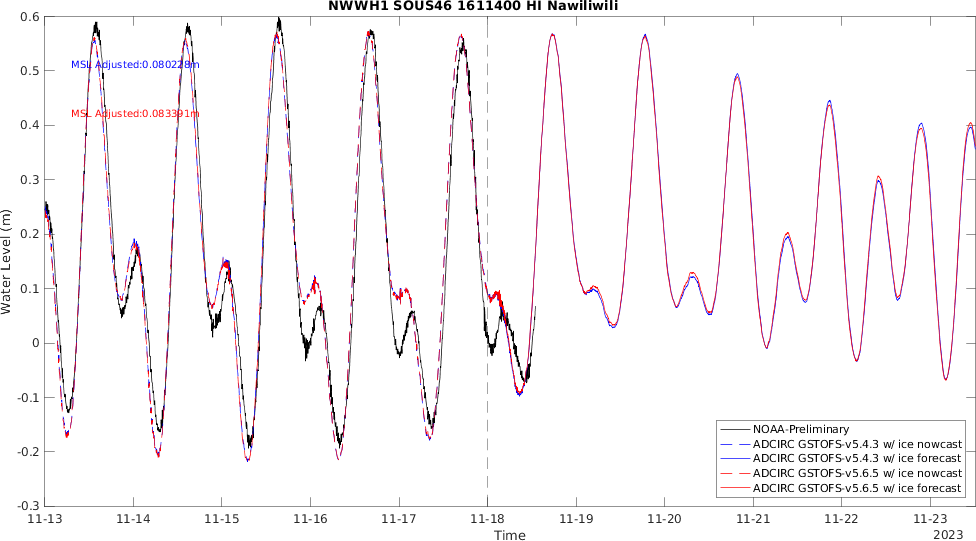 NWWH1 SOUS46 1611400 HI Nawiliwili
0.6
0.5
0.4
0.3
0.2
0.1
0
-0.1
-0.2
-0.3
Water Level (m)
MSL Adjusted:0.080228m
MSL Adjusted:0.083391m
NOAA-Preliminary
ADCIRC GSTOFS-v5.4.3 w/ ice nowcast
ADCIRC GSTOFS-v5.4.3 w/ ice forecast
ADCIRC GSTOFS-v5.6.5 w/ ice nowcast
ADCIRC GSTOFS-v5.6.5 w/ ice forecast
11-13 11-14 11-15 11-16 11-17 11-18 11-19 11-20 11-21 11-22 11-23
Time
2023